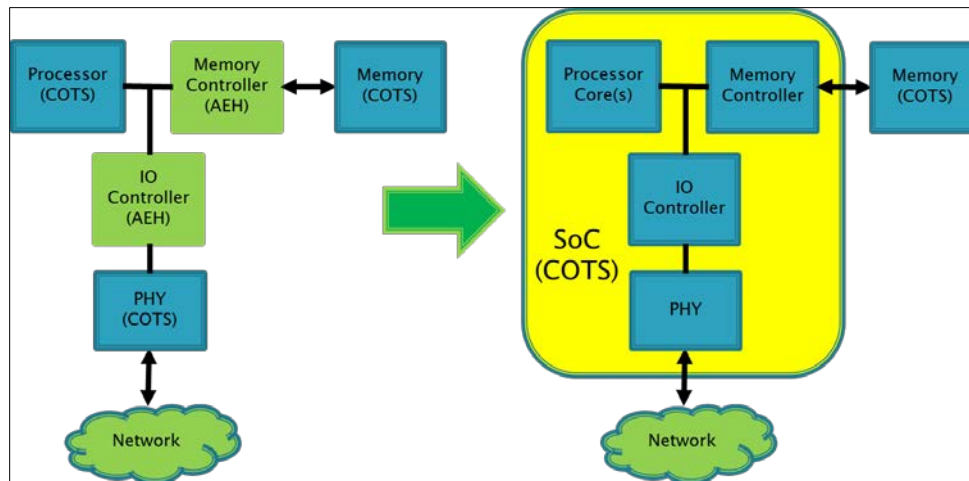 Processor
(COTS)
Memory
Controller
(AEH)
Memory
(COTS)
IO
Controller
(AEH)
PHY
(COTS)
Network
Processor
Core(s)
Memory
Controller
Memory
(COTS)
IO
Controller
SoC
(COTS)
PHY
Network